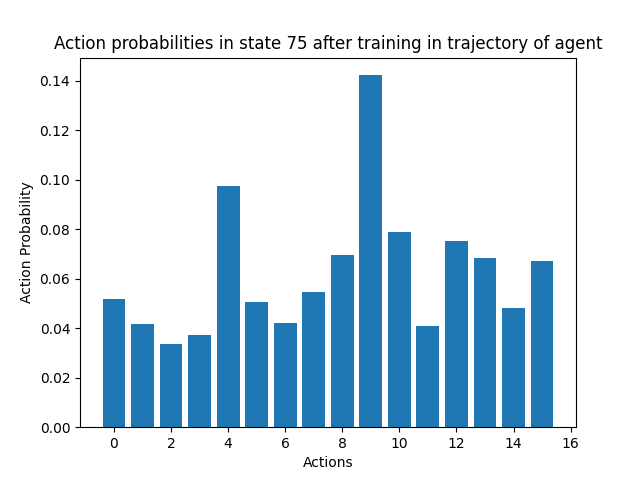 Action probabilities in state 75 after training in trajectory of agent
0.14
0.12
0.10
0.08
0.06
0.04
0.02
0.00
Action Probability
0 2 4 6 8 10 12 14 16
Actions